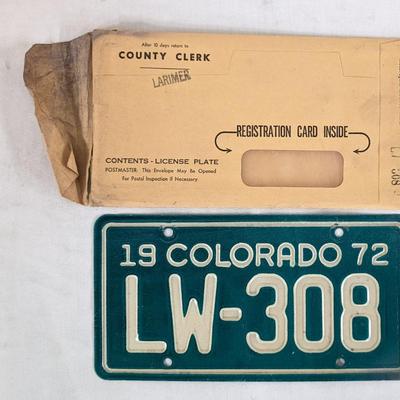 After 10 days return to
COUNTY CLERK
LARIMER
REGISTRATION CARD INSIDE
CONTENTS - LICENSE PLATE
POSTMASTER: This Envelope May Be Opened
For Postal Inspection If Necessary
19 COLORADO 72
LW-308